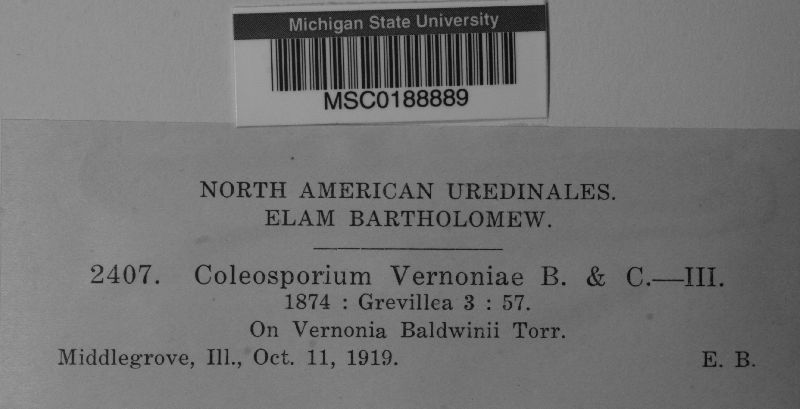 Michigan State University
MSC0188889
NORTH AMERICAN UREDINALES.
ELAM BARTHOLOMEW.
2407. Coleosporium Vernoniae B. & C.—III.
1874 : Grevillea 3 : 57.
On Vernonia Baldwinii Torr.
Middlegrove, Ill., Oct. 11, 1919. E. B.